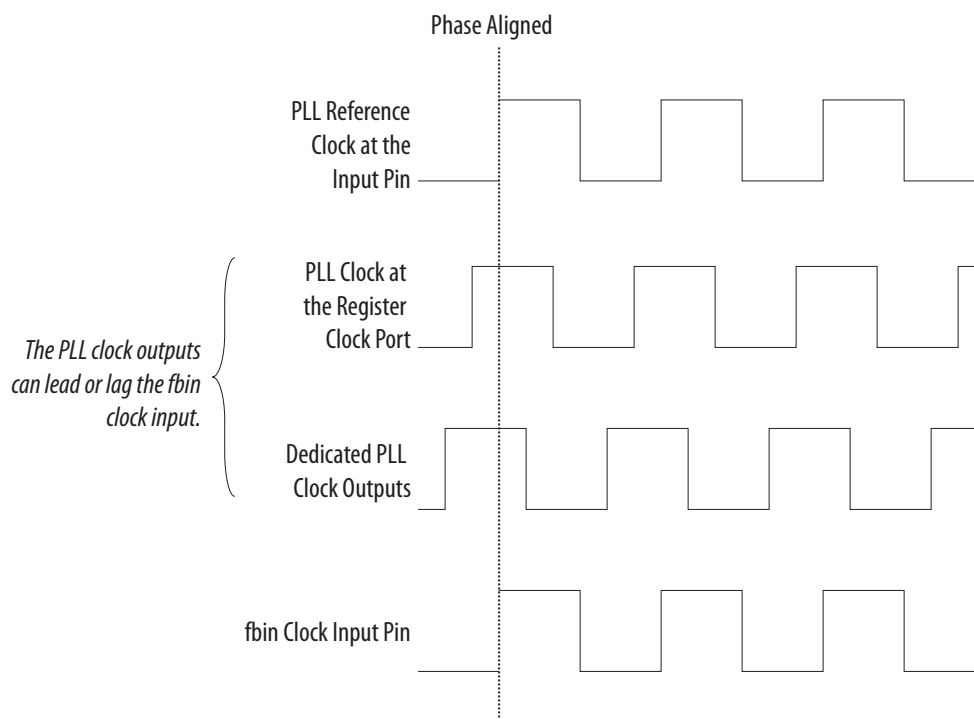 Phase Aligned
PLL Reference
Clock at the
Input Pin
PLL Clock at
the Register
Clock Port
The PLL clock outputs
can lead or lag the fbin
clock input.
Dedicated PLL
Clock Outputs
fbin Clock Input Pin